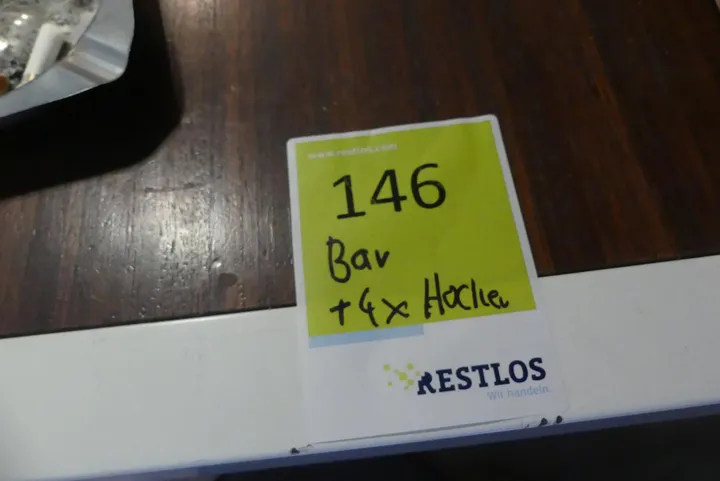 www.restlos.com
146
Bar
+ 4x Hocker
RESTLOS
Wir handeln.